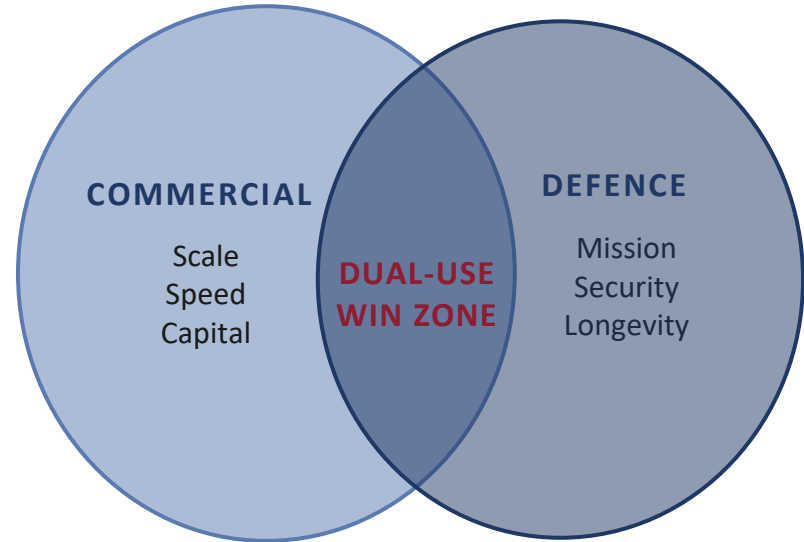 COMMERCIAL
Scale
Speed
Capital
DUAL-USE
WIN ZONE
DEFENCE
Mission
Security
Longevity